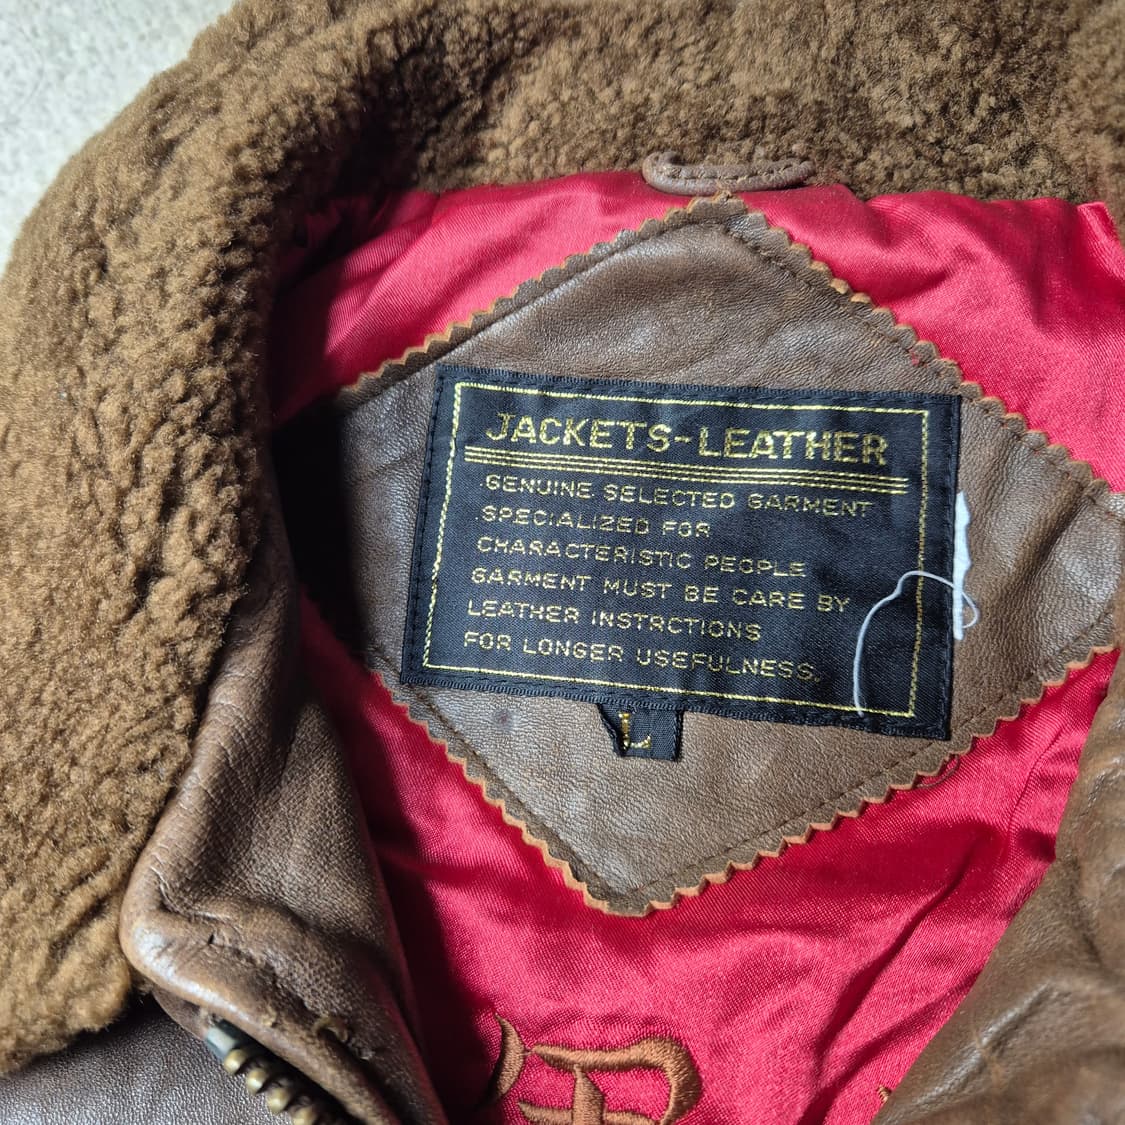 JACKETS-LEATHER
GENUINE SELECTED GARMENT
SPECIALIZED FOR
CHARACTERISTIC PEOPLE
GARMENT MUST BE CARE BY
LEATHER INSTRCTIONS
FOR LONGER USEFULNESS.
L